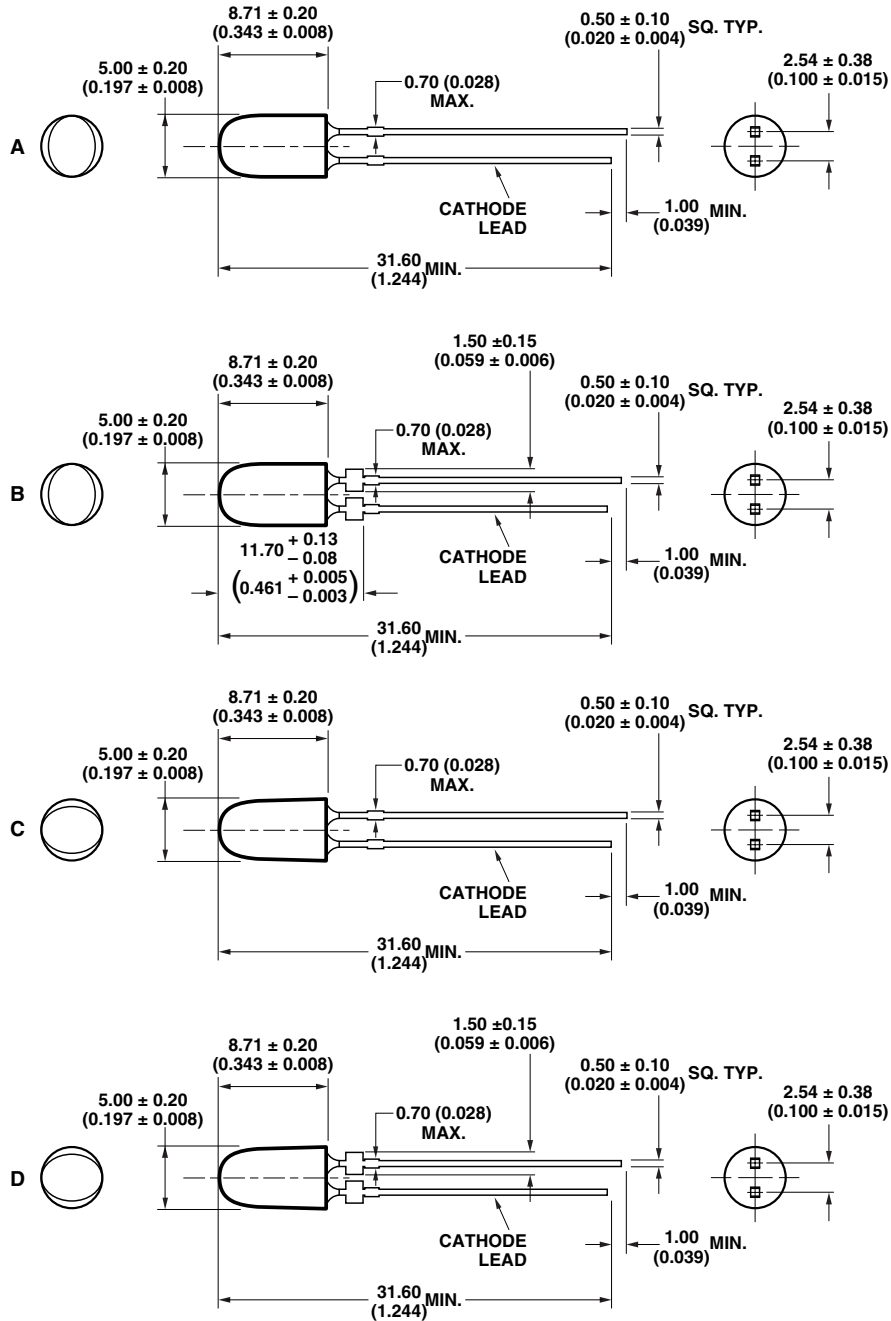 8.71 ± 0.20
(0.343 ± 0.008)
0.50 ± 0.10
(0.020 ± 0.004) SQ. TYP.
5.00 ± 0.20
(0.197 ± 0.008)
2.54 ± 0.38
(0.100 ± 0.015)
0.70 (0.028)
MAX.
A
CATHODE
LEAD
1.00
(0.039) MIN.
31.60
(1.244) MIN.
8.71 ± 0.20
(0.343 ± 0.008)
1.50 ±0.15
(0.059 ± 0.006)
0.50 ± 0.10
(0.020 ± 0.004) SQ. TYP.
5.00 ± 0.20
(0.197 ± 0.008)
2.54 ± 0.38
(0.100 ± 0.015)
0.70 (0.028)
MAX.
B
11.70 + 0.13
– 0.08
(0.461 + 0.005
– 0.003)
CATHODE
LEAD
1.00
(0.039) MIN.
31.60
(1.244) MIN.
8.71 ± 0.20
(0.343 ± 0.008)
0.50 ± 0.10
(0.020 ± 0.004) SQ. TYP.
5.00 ± 0.20
(0.197 ± 0.008)
2.54 ± 0.38
(0.100 ± 0.015)
0.70 (0.028)
MAX.
C
CATHODE
LEAD
1.00
(0.039) MIN.
31.60
(1.244) MIN.
8.71 ± 0.20
(0.343 ± 0.008)
1.50 ±0.15
(0.059 ± 0.006)
0.50 ± 0.10
(0.020 ± 0.004) SQ. TYP.
5.00 ± 0.20
(0.197 ± 0.008)
2.54 ± 0.38
(0.100 ± 0.015)
0.70 (0.028)
MAX.
D
CATHODE
LEAD
1.00
(0.039) MIN.
31.60
(1.244) MIN.